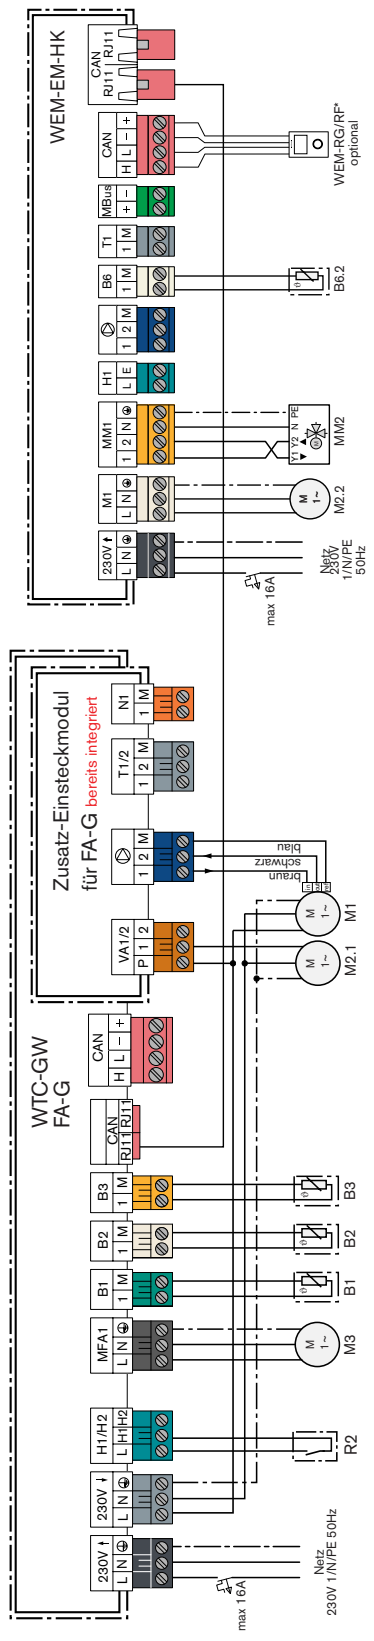 WTC-GW
FA-G
Zusatz-Einsteckmodul
für FA-G bereits integriert
WEM-EM-HK
230V ↑
L N ⏚
230V ↓
L N ⏚
H1/H2
L H1 H2
MFA1
L N ⏚
B1
1 M
B2
1 M
B3
1 M
CAN
RJ11 RJ11
CAN
H L − +
VA1/2
P 1 2
1 2 M
T1/2
1 2 M
N1
1 M
230V ↑
L N ⏚
M1
L N ⏚
MM1
1 2 N ⏚
H1
L E
1 2 M
B6
1 M
T1
1 M
MBus
+ −
CAN
H L − +
CAN
RJ11 RJ11
braun
schwarz
blau
max 16A
Netz
230V 1/N/PE 50Hz
R2
M
1~
M3
ϑ
B1
ϑ
B2
ϑ
B3
M
1~
M2.1
M
1~
M1
max 16A
Netz
230V
1/N/PE
50Hz
M
1~
M2.2
Y1 Y2 N PE
M
MM2
ϑ
B6.2
WEM-RG/RF*
optional